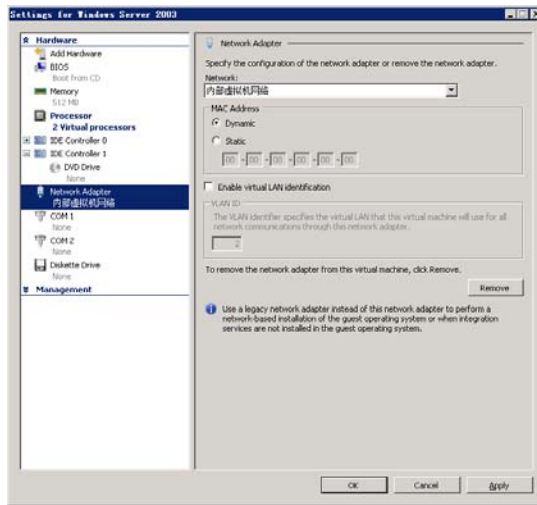 Settings for Windows Server 2003
Hardware
Add Hardware
BIOS
Boot from CD
Memory
512 MB
Processor
2 Virtual processors
IDE Controller 0
IDE Controller 1
DVD Drive
None
Network Adapter
内部虚拟机网络
COM 1
None
COM 2
None
Diskette Drive
None
Management
Network Adapter
Specify the configuration of the network adapter or remove the network adapter.
Network:
内部虚拟机网络
MAC Address
Dynamic
Static
00 - 00 - 00 - 00 - 00 - 00
Enable virtual LAN identification
VLAN ID
The VLAN identifier specifies the virtual LAN that this virtual machine will use for all
network communications through this network adapter.
2
To remove the network adapter from this virtual machine, click Remove.
Remove
Use a legacy network adapter instead of this network adapter to perform a
network-based installation of the guest operating system or when integration
services are not installed in the guest operating system.
OK
Cancel
Apply